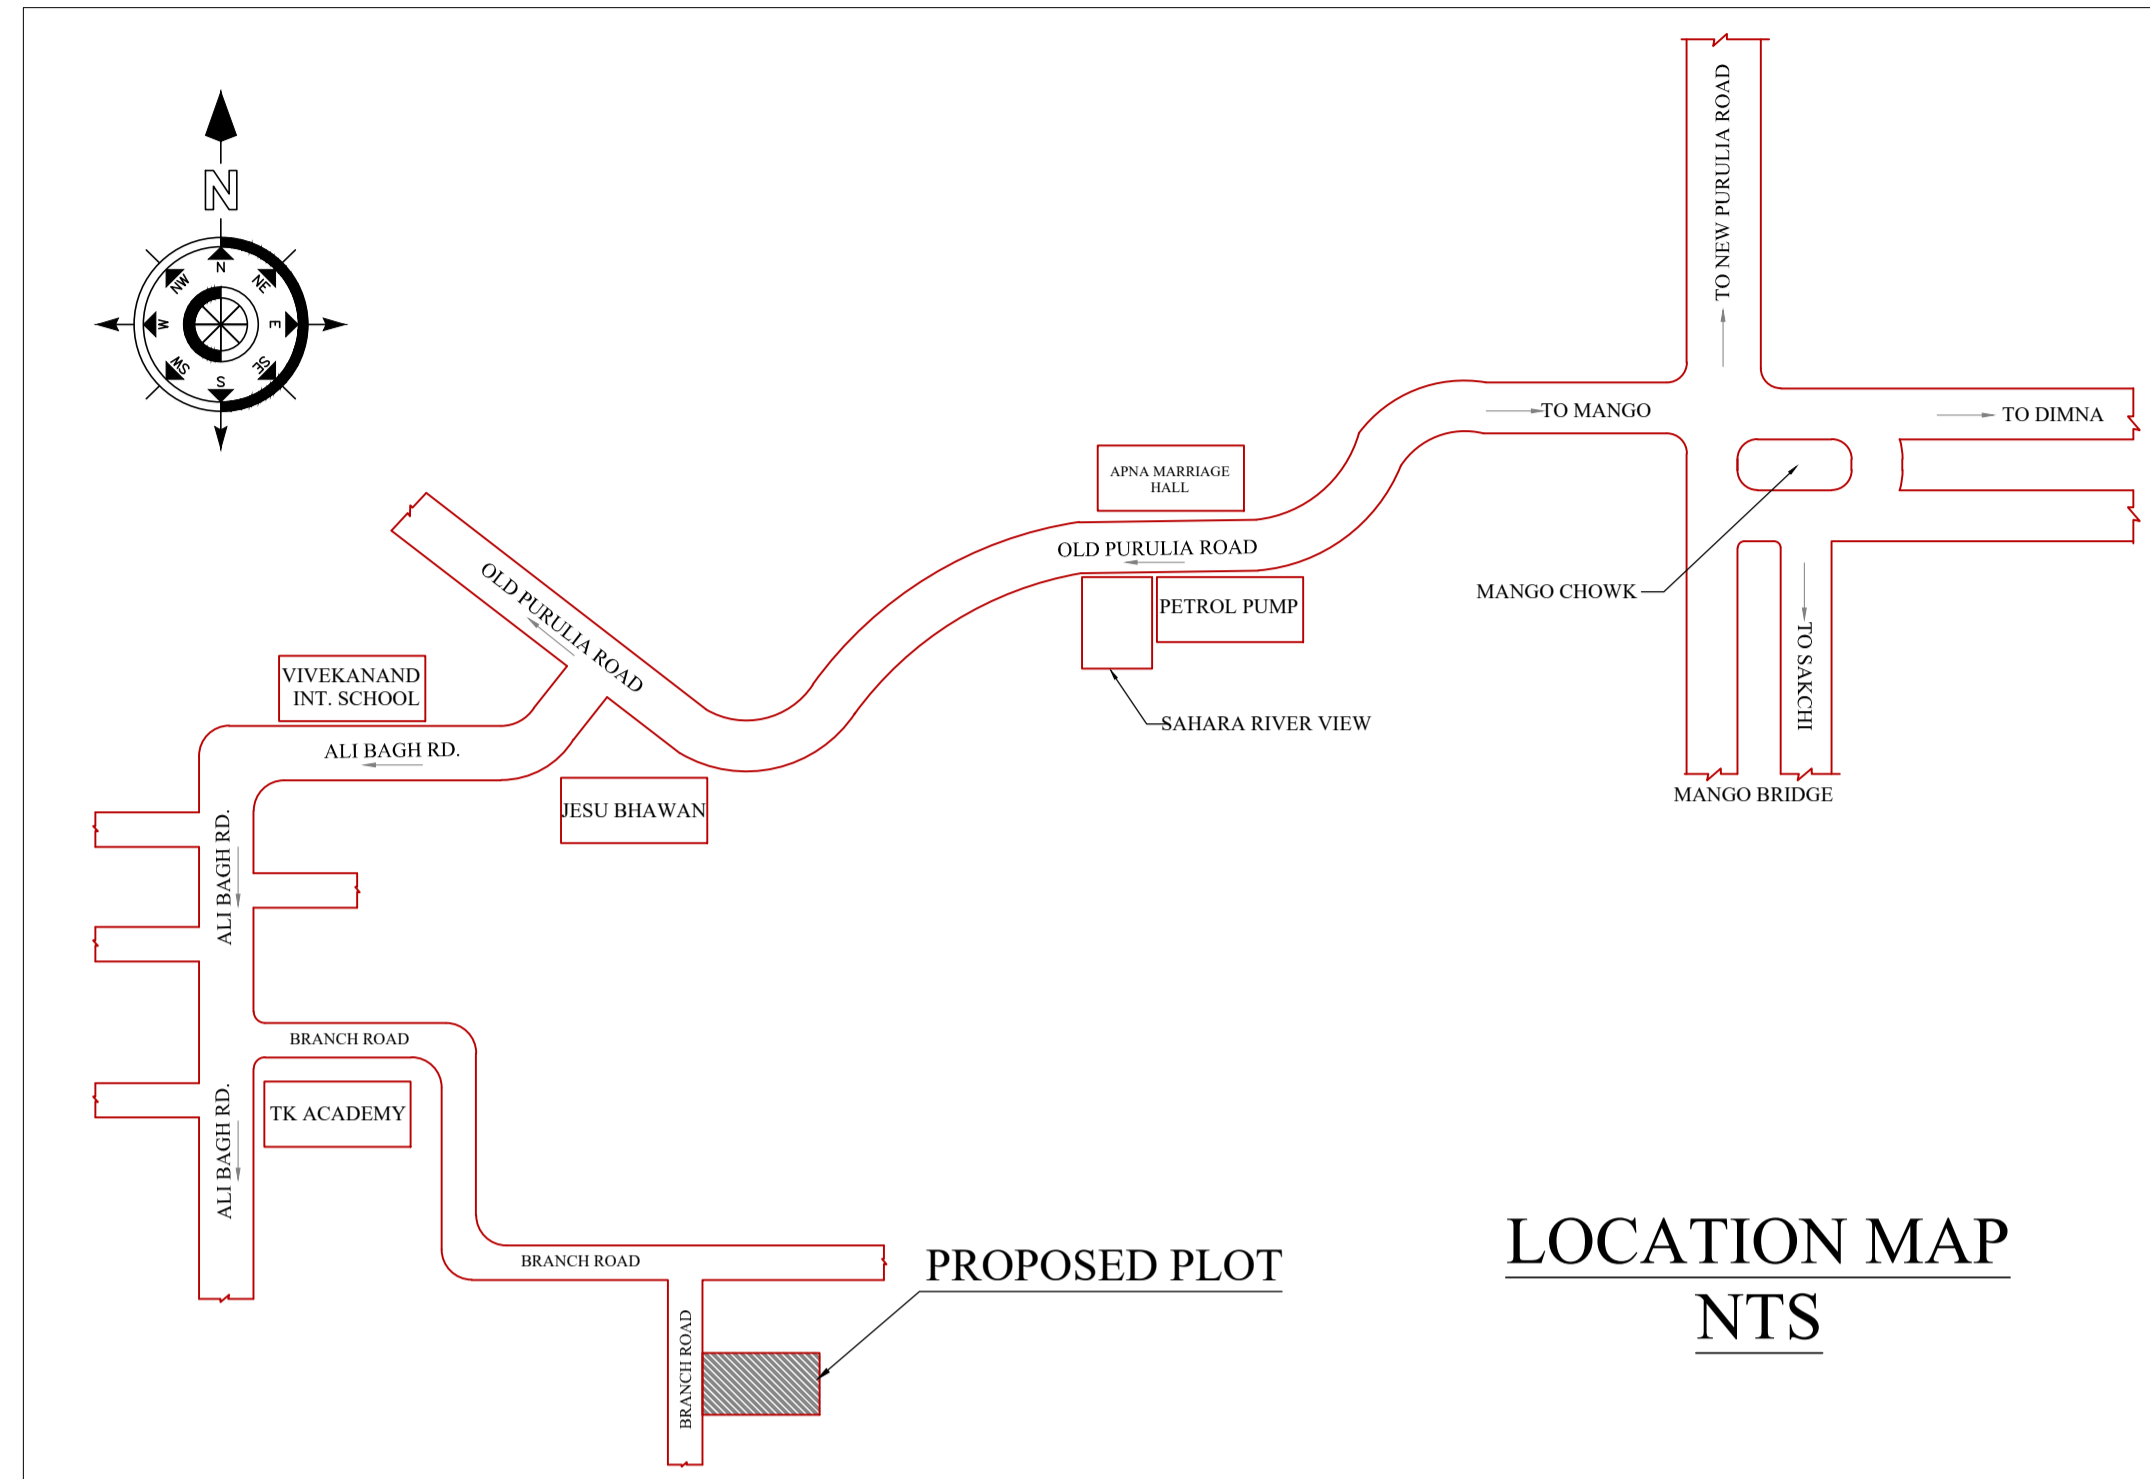 N
N
NW
NE
W
E
SW
SE
S
TO NEW PURULIA ROAD
TO MANGO
TO DIMNA
APNA MARRIAGE
HALL
OLD PURULIA ROAD
PETROL PUMP
MANGO CHOWK
OLD PURULIA ROAD
TO SAKCHI
VIVEKANAND
INT. SCHOOL
SAHARA RIVER VIEW
ALI BAGH RD.
MANGO BRIDGE
JESU BHAWAN
ALI BAGH RD.
BRANCH ROAD
TK ACADEMY
ALI BAGH RD.
BRANCH ROAD
PROPOSED PLOT
LOCATION MAP
NTS
BRANCH ROAD